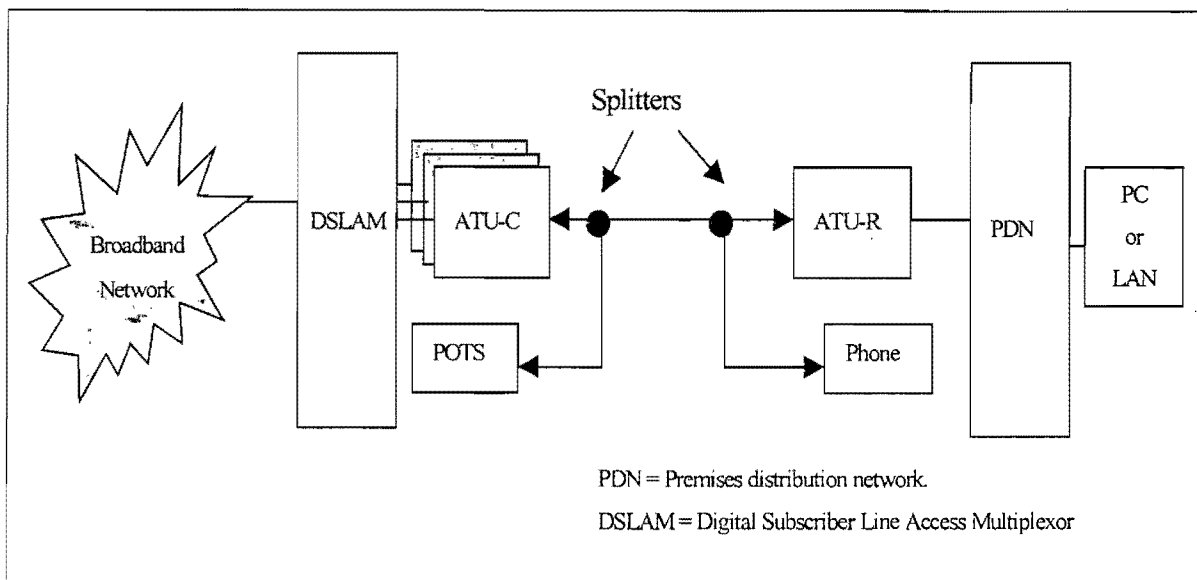 Splitters
Broadband
Network
DSLAM
ATU-C
ATU-R
PDN
PC
or
LAN
POTS
Phone
PDN = Premises distribution network.
DSLAM = Digital Subscriber Line Access Multiplexor